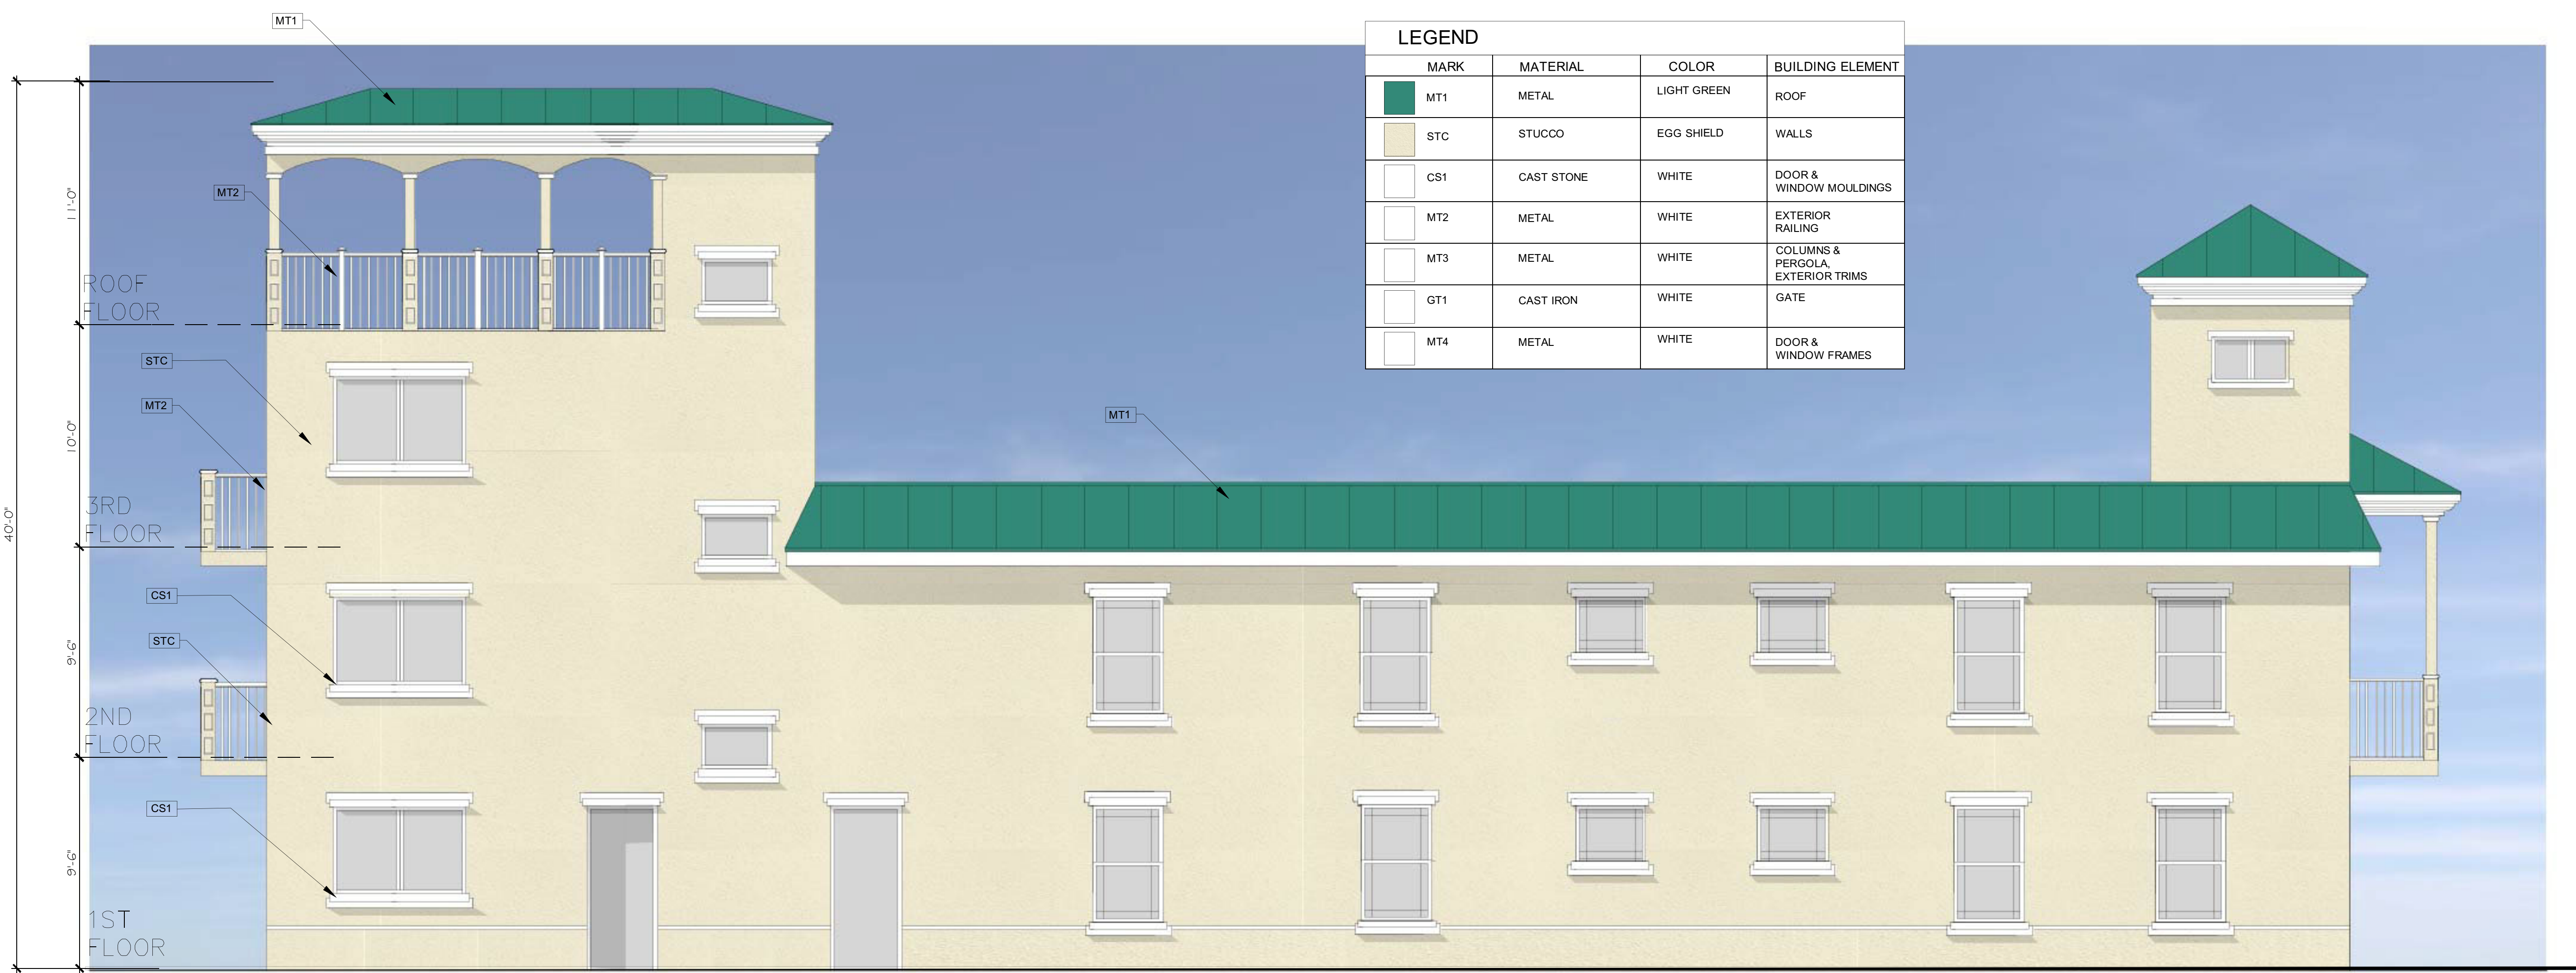 MT1
LEGEND
MARK MATERIAL COLOR BUILDING ELEMENT
MT1 METAL LIGHT GREEN ROOF
STC STUCCO EGG SHIELD WALLS
CS1 CAST STONE WHITE DOOR &
WINDOW MOULDINGS
MT2 METAL WHITE EXTERIOR
RAILING
MT3 METAL WHITE COLUMNS &
PERGOLA,
EXTERIOR TRIMS
GT1 CAST IRON WHITE GATE
MT4 METAL WHITE DOOR &
WINDOW FRAMES
11'-0"
MT2
ROOF
FLOOR
STC
MT2
10'-0"
MT1
40'-0"
3RD
FLOOR
CS1
STC
9'-6"
2ND
FLOOR
CS1
9'-6"
1ST
FLOOR